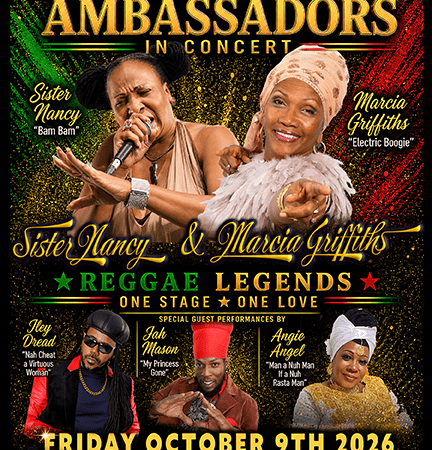 AMBASSADORS
IN CONCERT
Sister
Nancy
"Bam Bam"
Marcia
Griffiths
"Electric Boogie"
Sister Nancy & Marcia Griffiths
★ REGGAE LEGENDS ★
ONE STAGE ★ ONE LOVE
SPECIAL GUEST PERFORMANCES BY
Iley
Dread
"Nah Cheat
a Virtuous
Woman"
Jah
Mason
"My Princess
Gone"
Angie
Angel
"Man a Nuh Man
If a Nuh
Rasta Man"
FRIDAY OCTOBER 9TH 2026